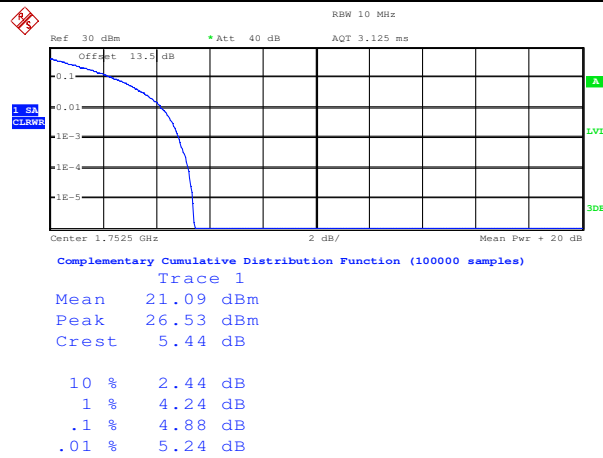 RBW 10 MHz
Ref 30 dBm * Att 40 dB AQT 3.125 ms
Offset 13.5 dB
0.1
A
0.01
1 SA
CLRWR
LVL
1E-3
1E-4
1E-5
3DB
Center 1.7525 GHz 2 dB/ Mean Pwr + 20 dB
Complementary Cumulative Distribution Function (100000 samples)
Trace 1
Mean 21.09 dBm
Peak 26.53 dBm
Crest 5.44 dB
10 % 2.44 dB
1 % 4.24 dB
.1 % 4.88 dB
.01 % 5.24 dB